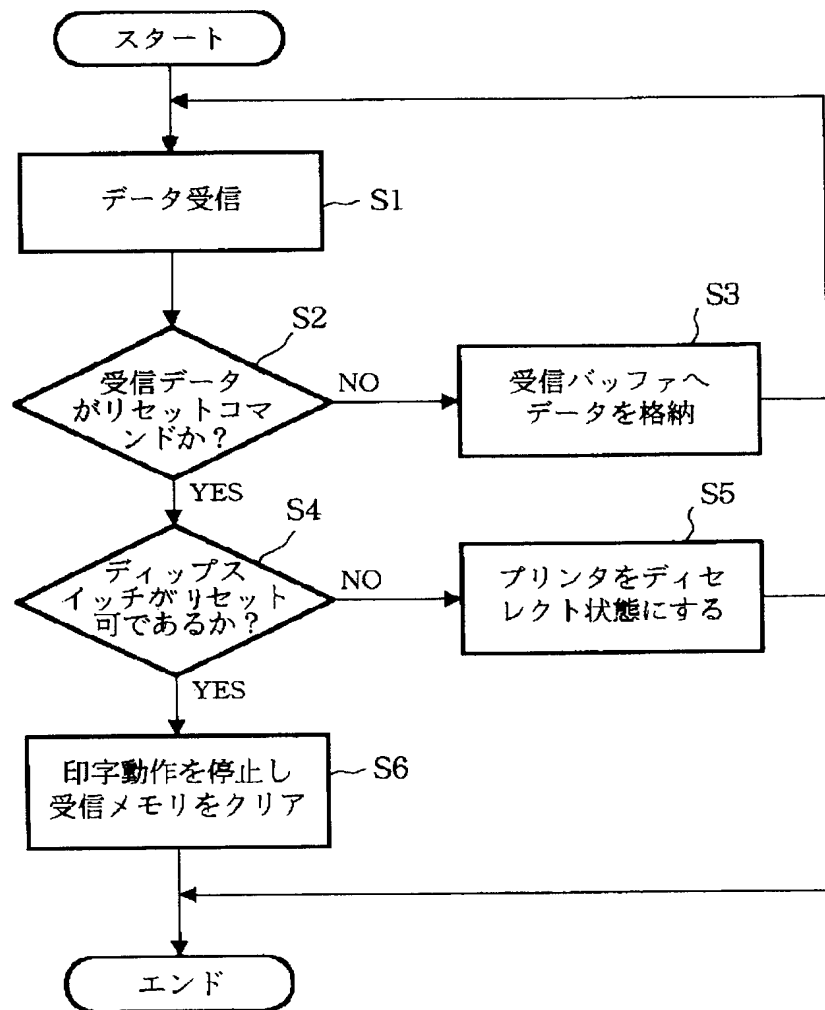 スタート
データ受信
S1
S2
受信データ
がリセットコマ
ンドか？
NO
YES
S3
受信バッファへ
データを格納
S4
ディップス
イッチがリセット
可であるか？
NO
YES
S5
プリンタをディセ
レクト状態にする
印字動作を停止し
受信メモリをクリア
S6
エンド